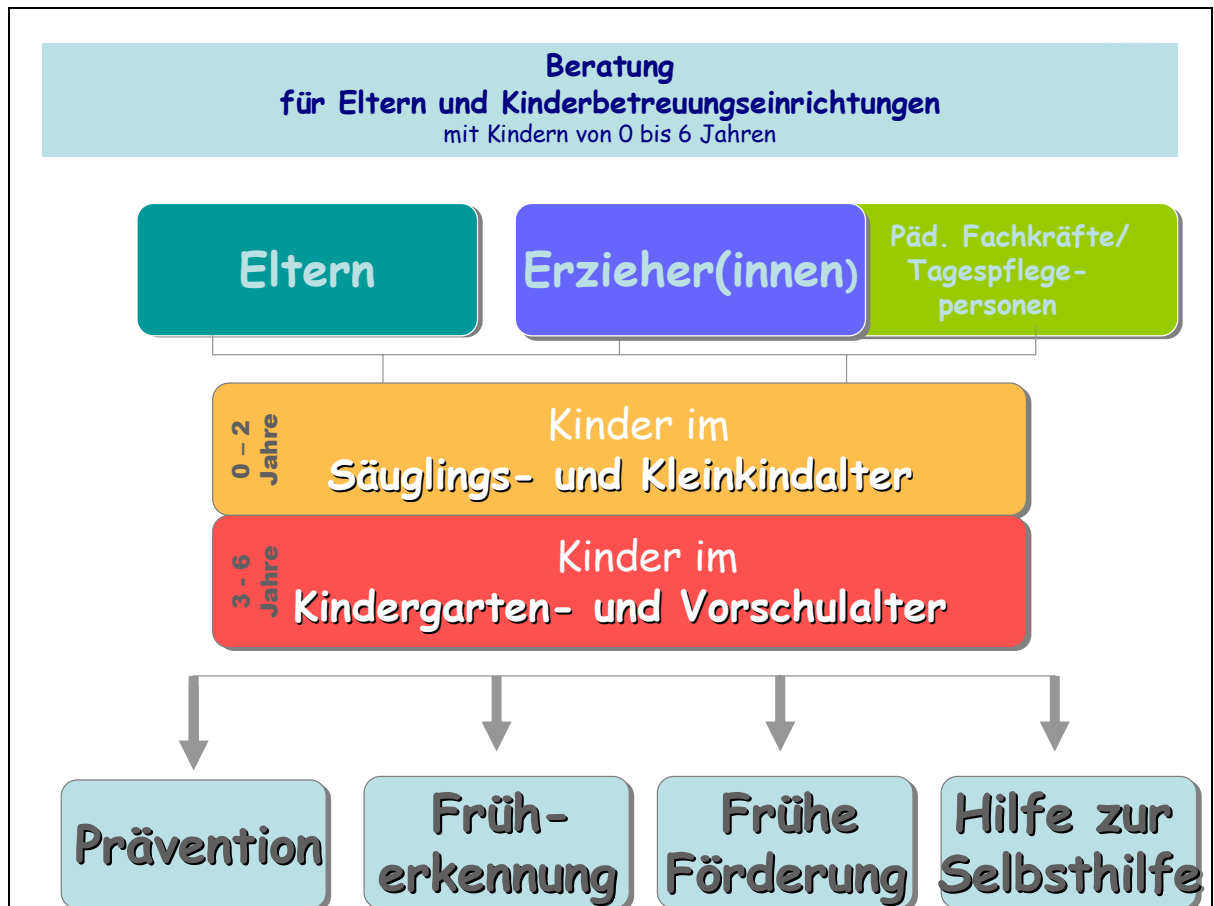 Beratung
für Eltern und Kinderbetreuungseinrichtungen
mit Kindern von 0 bis 6 Jahren
Eltern
Erzieher(innen)
Päd. Fachkräfte/
Tagespflege-
personen
0 – 2
Jahre
Kinder im
Säuglings- und Kleinkindalter
3 - 6
Jahre
Kinder im
Kindergarten- und Vorschulalter
Prävention
Früh-
erkennung
Frühe
Förderung
Hilfe zur
Selbsthilfe